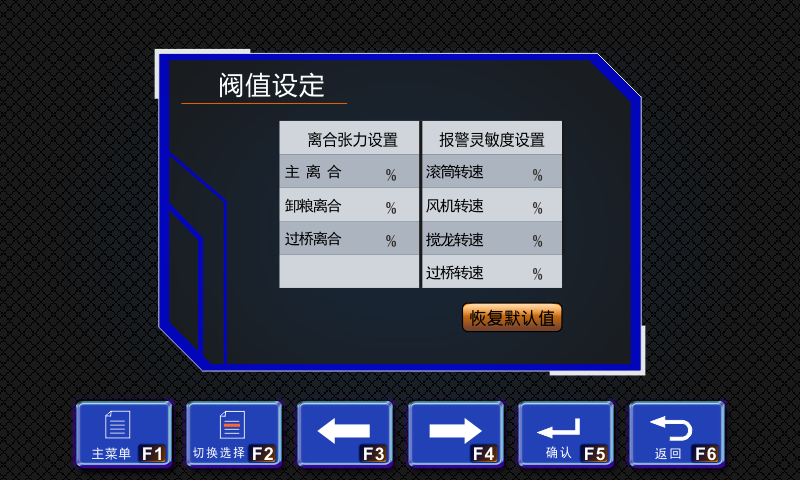 阀值设定
离合张力设置 报警灵敏度设置
主 离 合 % 滚筒转速 %
卸粮离合 % 风机转速 %
过桥离合 % 搅龙转速 %
过桥转速 %
恢复默认值
主菜单 F1 切换选择 F2 F3 F4 确认 F5 返回 F6